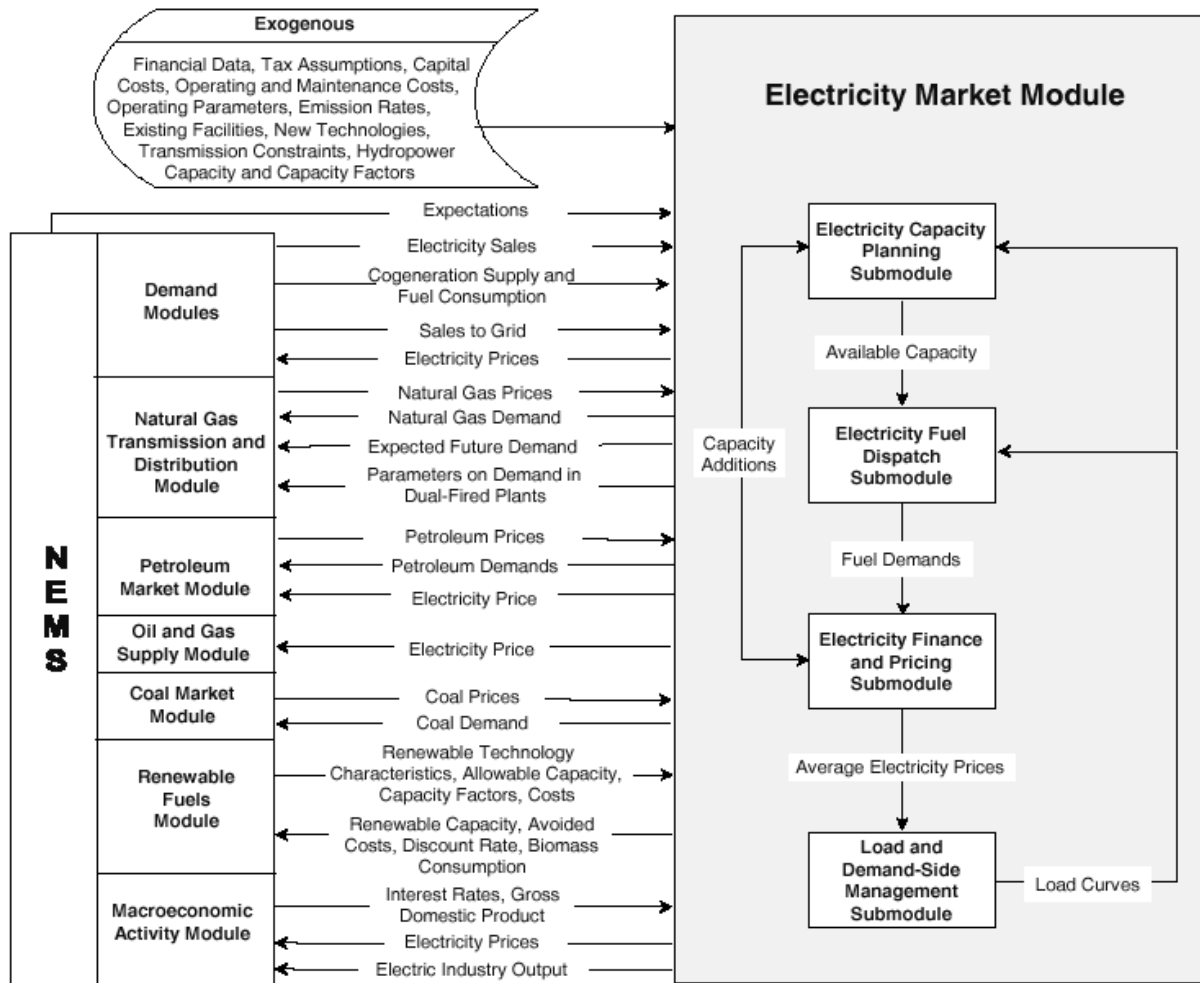 Exogenous
Financial Data, Tax Assumptions, Capital
Costs, Operating and Maintenance Costs,
Operating Parameters, Emission Rates,
Existing Facilities, New Technologies,
Transmission Constraints, Hydropower
Capacity and Capacity Factors
Electricity Market Module
NEMS
Demand
Modules
Natural Gas
Transmission and
Distribution
Module
Petroleum
Market Module
Oil and Gas
Supply Module
Coal Market
Module
Renewable
Fuels
Module
Macroeconomic
Activity Module
Expectations
Electricity Sales
Cogeneration Supply and
Fuel Consumption
Sales to Grid
Electricity Prices
Natural Gas Prices
Natural Gas Demand
Expected Future Demand
Parameters on Demand in
Dual-Fired Plants
Petroleum Prices
Petroleum Demands
Electricity Price
Electricity Price
Coal Prices
Coal Demand
Renewable Technology
Characteristics, Allowable Capacity,
Capacity Factors, Costs
Renewable Capacity, Avoided
Costs, Discount Rate, Biomass
Consumption
Interest Rates, Gross
Domestic Product
Electricity Prices
Electric Industry Output
Electricity Capacity
Planning
Submodule
Available Capacity
Electricity Fuel
Dispatch
Submodule
Capacity
Additions
Fuel Demands
Electricity Finance
and Pricing
Submodule
Average Electricity Prices
Load and
Demand-Side
Management
Submodule
Load Curves